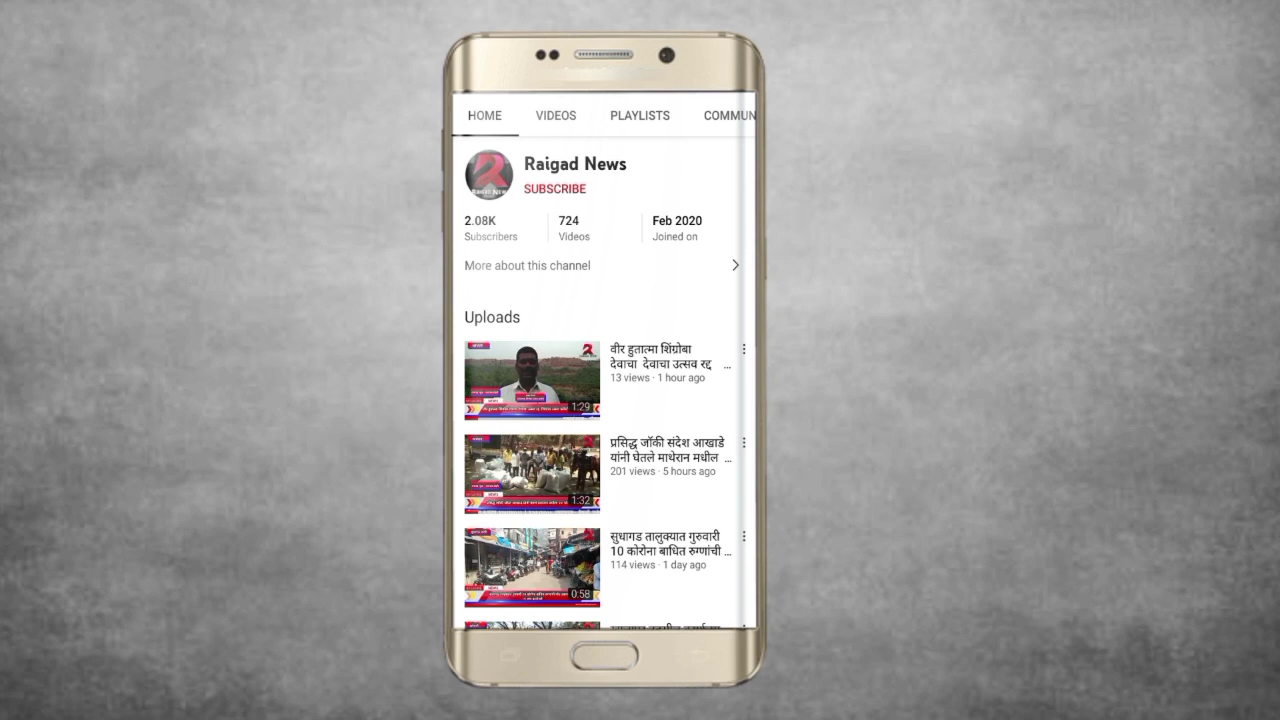 HOME VIDEOS PLAYLISTS COMMUN
Raigad News
SUBSCRIBE
2.08K 724 Feb 2020
Subscribers Videos Joined on
More about this channel
Uploads
वीर हुतात्मा शिंग्रोबा
देवाचा देवाचा उत्सव रद्द ...
13 views · 1 hour ago
1:29
प्रसिद्ध जॉकी संदेश आखाडे
यांनी घेतले माथेरान मधील ...
201 views · 5 hours ago
1:32
सुधागड तालुक्यात गुरुवारी
10 कोरोना बाधित रुग्णांची ...
114 views · 1 day ago
0:58